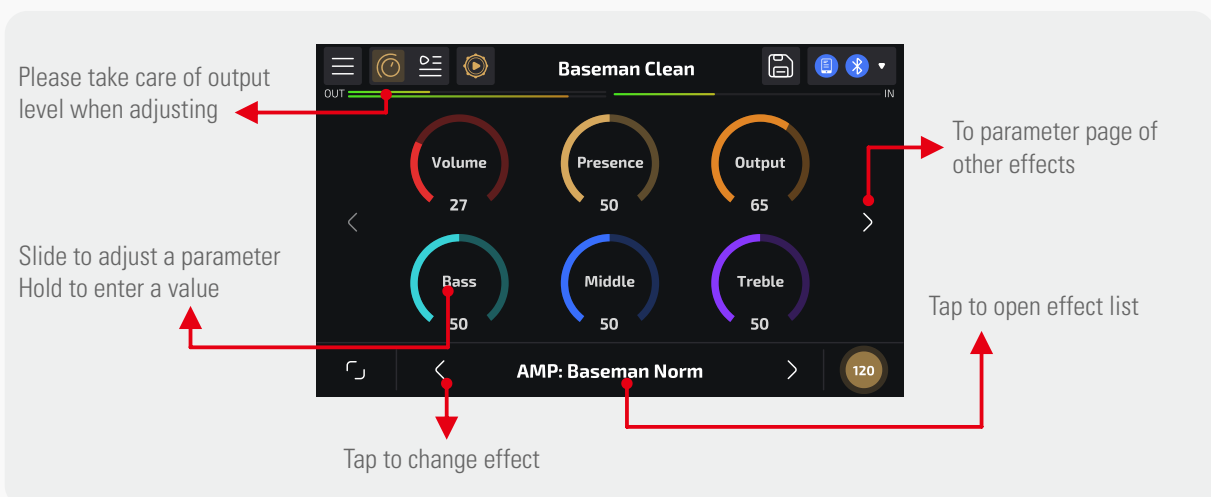 Please take care of output
level when adjusting
Baseman Clean
OUT
IN
Volume
27
Presence
50
Output
65
To parameter page of
other effects
Slide to adjust a parameter
Hold to enter a value
Bass
50
Middle
50
Treble
50
Tap to open effect list
AMP: Baseman Norm
120
Tap to change effect